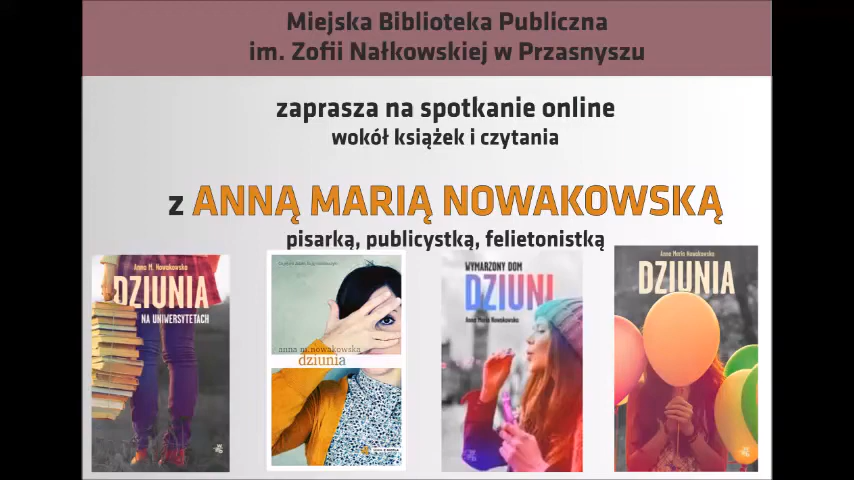 Miejska Biblioteka Publiczna
im. Zofii Nałkowskiej w Przasnyszu
zaprasza na spotkanie online
wokół książek i czytania
z ANNĄ MARIĄ NOWAKOWSKĄ
pisarką, publicystką, felietonistką
Anna M. Nowakowska
DZIUNIA
NA UNIWERSYTETACH
anna m. nowakowska
dziunia
WYMARZONY DOM
DZIUNI
Anna Maria Nowakowska
Anna Maria Nowakowska
DZIUNIA